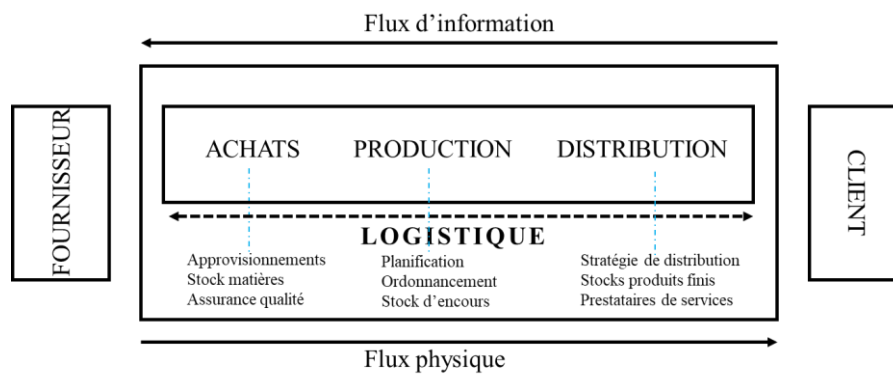 Flux d’information
FOURNISSEUR
ACHATS PRODUCTION DISTRIBUTION
LOGISTIQUE
Approvisionnements
Stock matières
Assurance qualité
Planification
Ordonnancement
Stock d’encours
Stratégie de distribution
Stocks produits finis
Prestataires de services
CLIENT
Flux physique